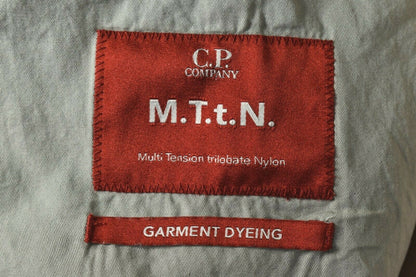 C.P.
COMPANY
M.T.t.N.
Multi Tension trilobate Nylon
GARMENT DYEING